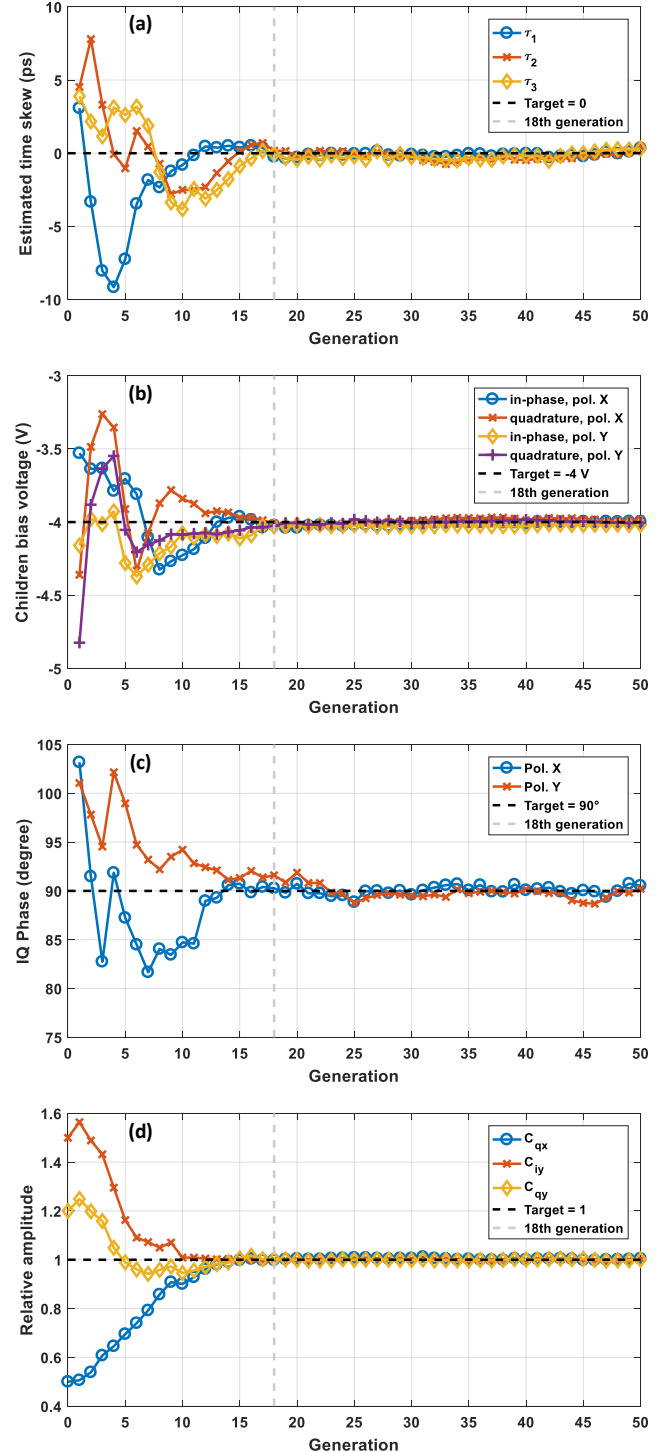 (a)
Estimated time skew (ps)
10
5
0
-5
-10
τ1
τ2
τ3
Target = 0
18th generation
0 5 10 15 20 25 30 35 40 45 50
Generation
(b)
Children bias voltage (V)
-3
-3.5
-4
-4.5
-5
in-phase, pol. X
quadrature, pol. X
in-phase, pol. Y
quadrature, pol. Y
Target = -4 V
18th generation
0 5 10 15 20 25 30 35 40 45 50
Generation
(c)
IQ Phase (degree)
105
100
95
90
85
80
75
Pol. X
Pol. Y
Target = 90°
18th generation
0 5 10 15 20 25 30 35 40 45 50
Generation
(d)
Relative amplitude
1.6
1.4
1.2
1
0.8
0.6
0.4
Cqx
Ciy
Cqy
Target = 1
18th generation
0 5 10 15 20 25 30 35 40 45 50
Generation